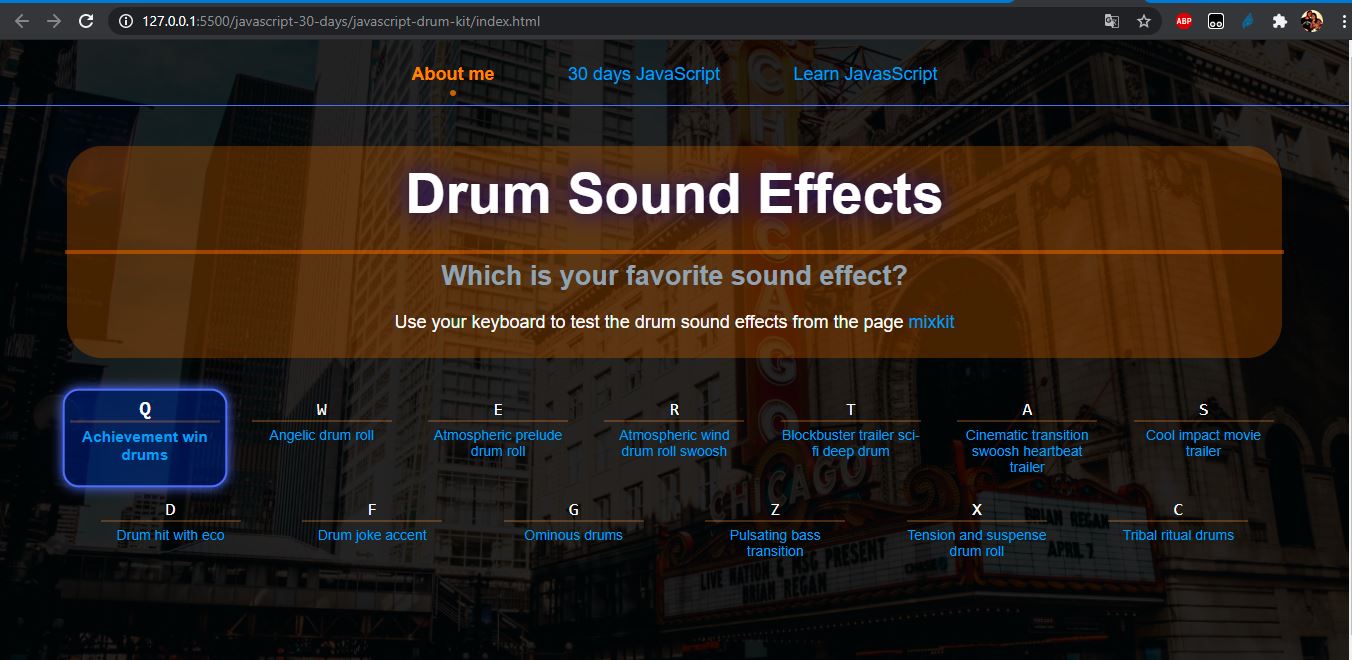 127.0.0.1:5500/javascript-30-days/javascript-drum-kit/index.html
ABP
About me 30 days JavaScript Learn JavasScript
Drum Sound Effects
Which is your favorite sound effect?
Use your keyboard to test the drum sound effects from the page mixkit
Q W E R T A S
Achievement win drums
Angelic drum roll
Atmospheric prelude drum roll
Atmospheric wind drum roll swoosh
Blockbuster trailer sci-fi deep drum
Cinematic transition swoosh heartbeat trailer
Cool impact movie trailer
D F G Z X C
Drum hit with eco
Drum joke accent
Ominous drums
Pulsating bass transition
Tension and suspense drum roll
Tribal ritual drums
CHICAGO
CHICAGO
BRIAN REGAN
APRIL 7
LIVE NATION & MSG PRESENT
BRIAN REGAN